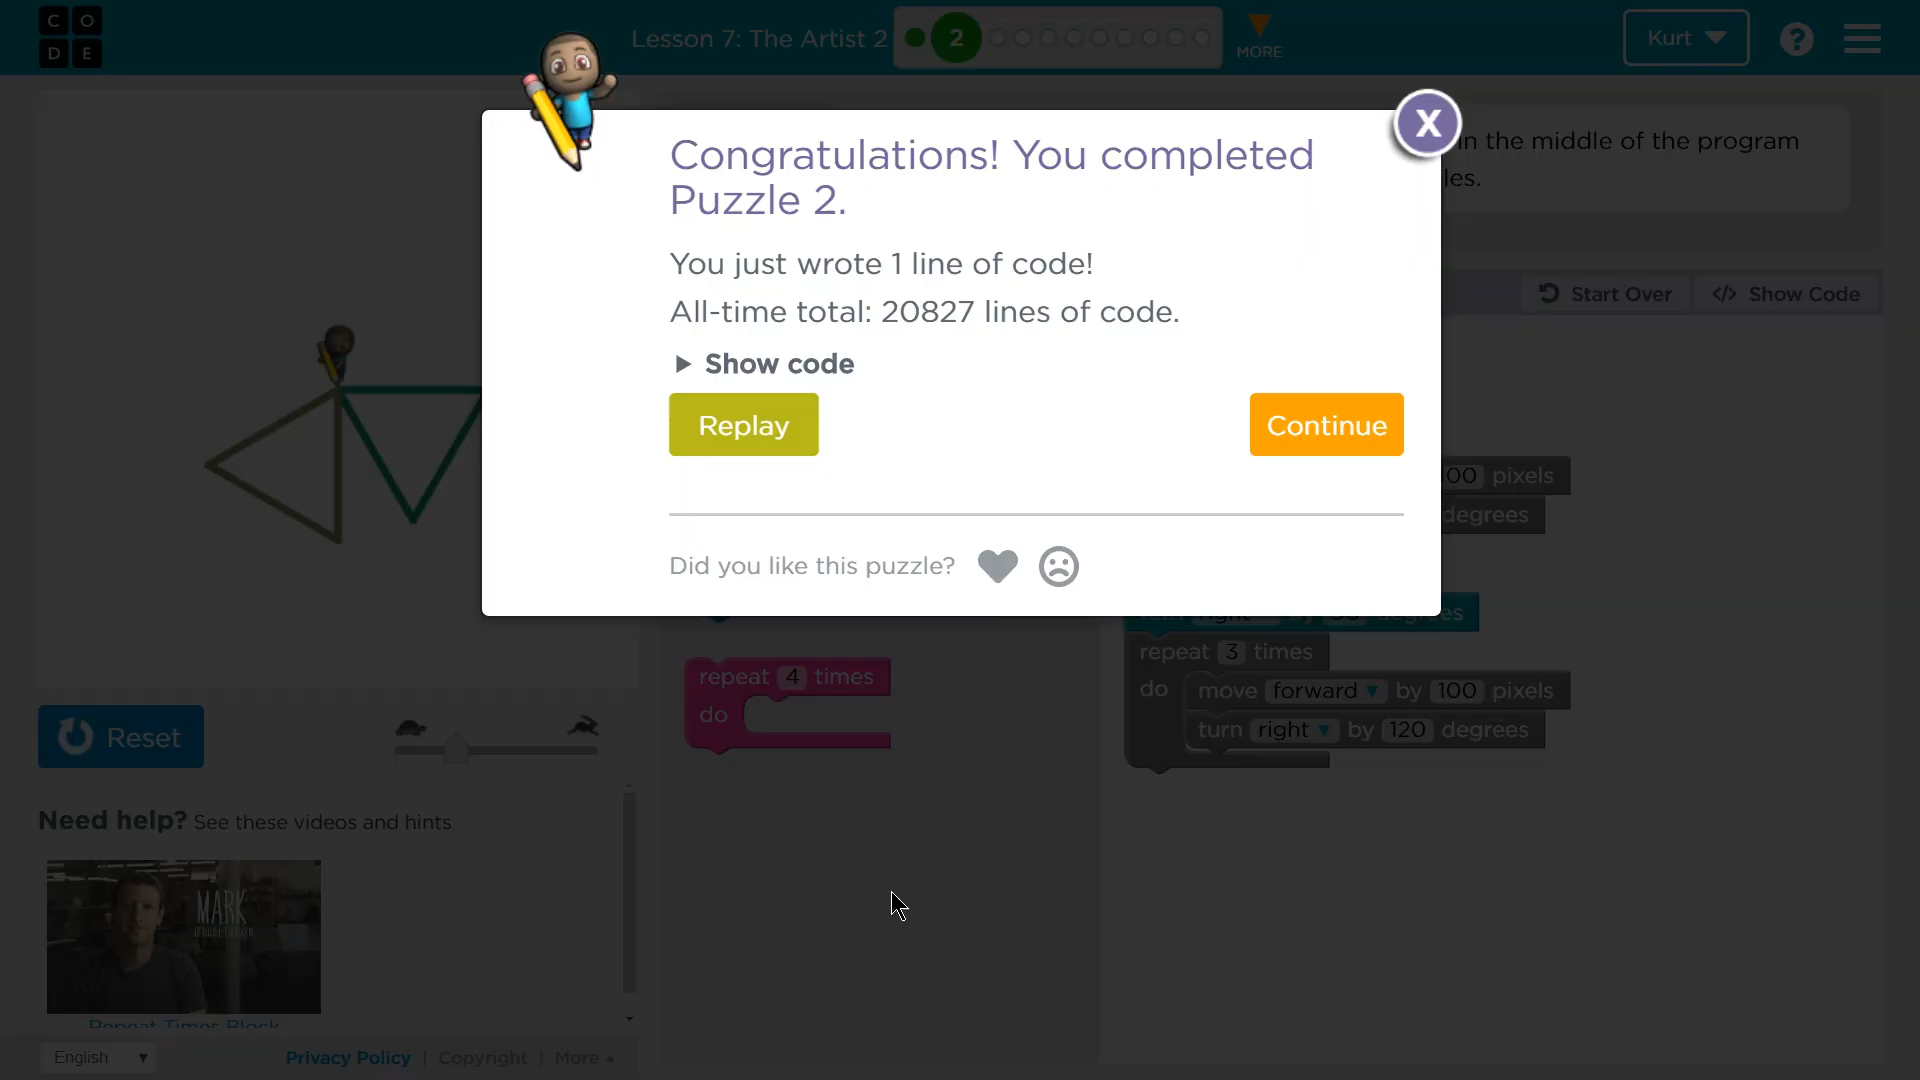 C O
D E
Lesson 7: The Artist 2
2
MORE
Kurt
?
X
Congratulations! You completed
Puzzle 2.
You just wrote 1 line of code!
All-time total: 20827 lines of code.
Show code
Replay
Continue
Did you like this puzzle?
in the middle of the program
les.
Start Over
</> Show Code
00 pixels
degrees
repeat 4 times
do
repeat 3 times
do
move forward by 100 pixels
turn right by 120 degrees
Reset
Need help? See these videos and hints
MARK
Repeat Times Block
English
Privacy Policy | Copyright | More